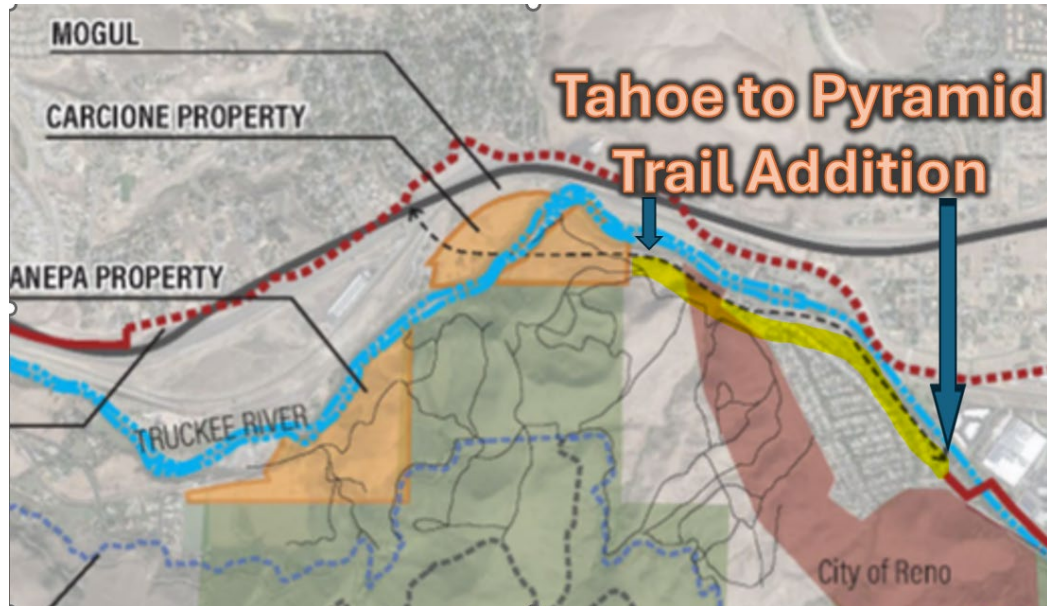 MOGUL
CARCIONE PROPERTY
Tahoe to Pyramid
Trail Addition
ANEPA PROPERTY
TRUCKEE RIVER
City of Reno